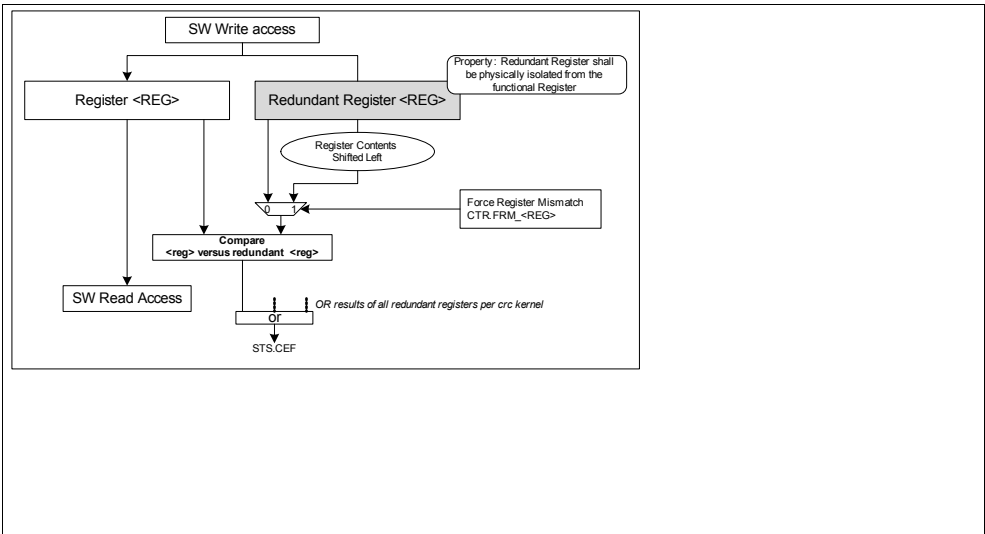 SW Write access
Property: Redundant Register shall
be physically isolated from the
functional Register
Register <REG>
Redundant Register <REG>
Register Contents
Shifted Left
0 1
Force Register Mismatch
CTR.FRM_<REG>
Compare
<reg> versus redundant <reg>
SW Read Access
OR results of all redundant registers per crc kernel
or
STS.CEF